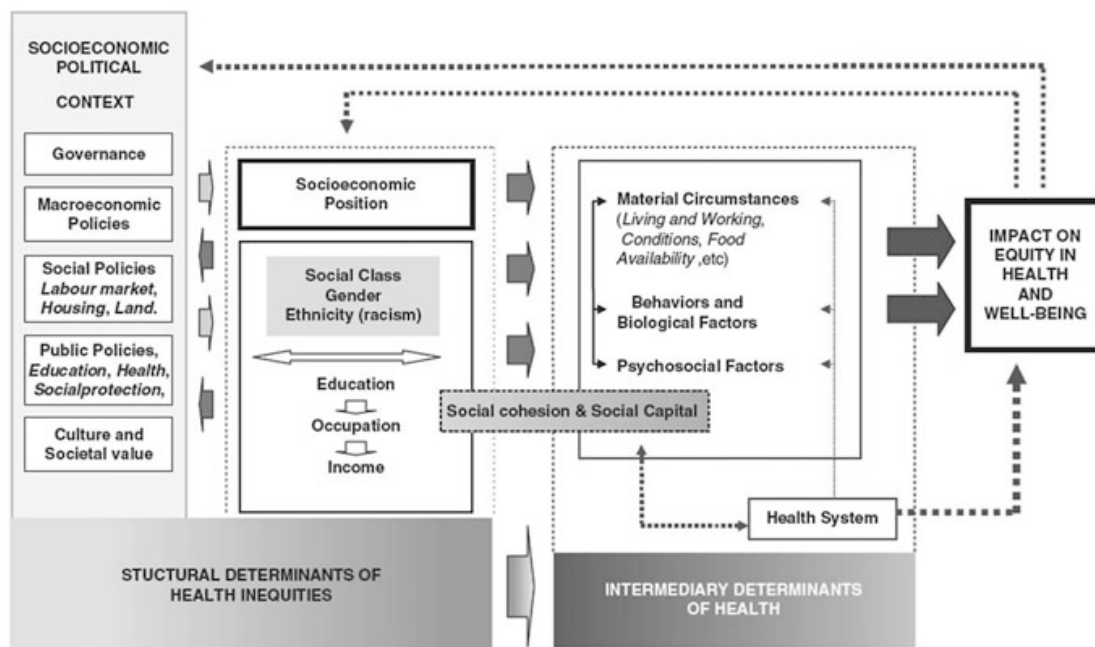 SOCIOECONOMIC
POLITICAL
CONTEXT
Governance
Macroeconomic
Policies
Social Policies
Labour market,
Housing, Land.
Public Policies,
Education, Health,
Socialprotection,
Culture and
Societal value
Socioeconomic
Position
Social Class
Gender
Ethnicity (racism)
Education
Occupation
Income
Social cohesion & Social Capital
Material Circumstances
(Living and Working,
Conditions, Food
Availability ,etc)
Behaviors and
Biological Factors
Psychosocial Factors
Health System
IMPACT ON
EQUITY IN
HEALTH
AND
WELL-BEING
STUCTURAL DETERMINANTS OF
HEALTH INEQUITIES
INTERMEDIARY DETERMINANTS
OF HEALTH